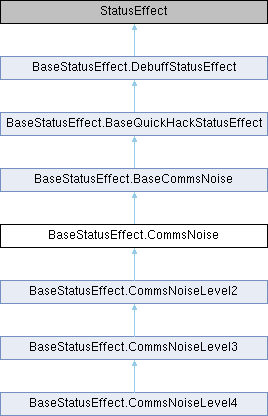 StatusEffect
BaseStatusEffect.DebuffStatusEffect
BaseStatusEffect.BaseQuickHackStatusEffect
BaseStatusEffect.BaseCommsNoise
BaseStatusEffect.CommsNoise
BaseStatusEffect.CommsNoiseLevel2
BaseStatusEffect.CommsNoiseLevel3
BaseStatusEffect.CommsNoiseLevel4